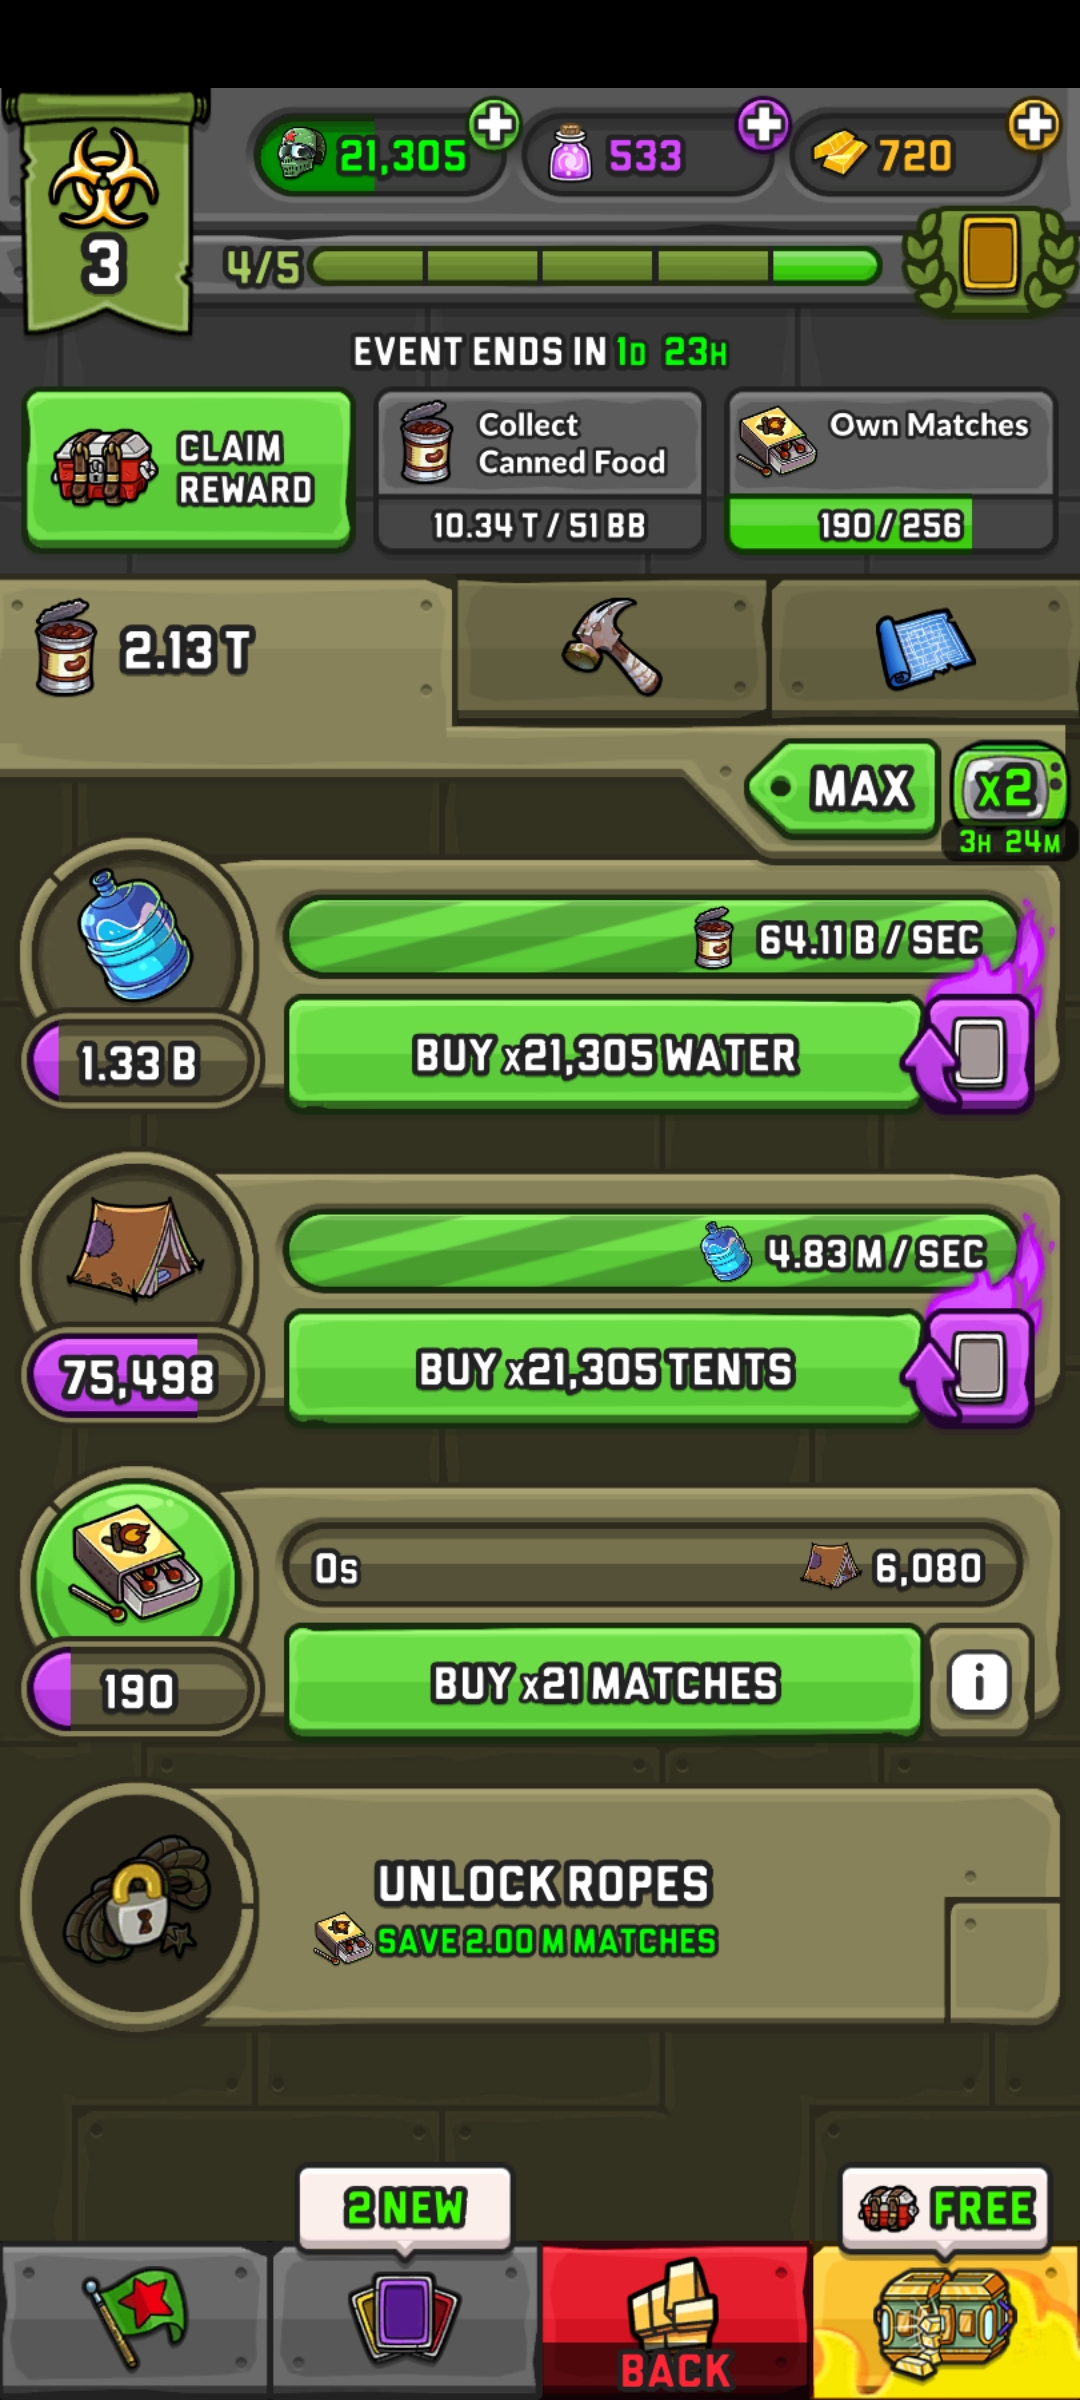 21,305
533
720
3
4/5
EVENT ENDS IN 1D 23H
CLAIM
REWARD
Collect
Canned Food
10.34 T / 51 BB
Own Matches
190 / 256
2.13 T
MAX
x2
3H 24M
64.11 B / SEC
1.33 B
BUY x21,305 WATER
4.83 M / SEC
75,498
BUY x21,305 TENTS
0s
6,080
190
BUY x21 MATCHES
i
UNLOCK ROPES
SAVE 2.00 M MATCHES
2 NEW
FREE
BACK